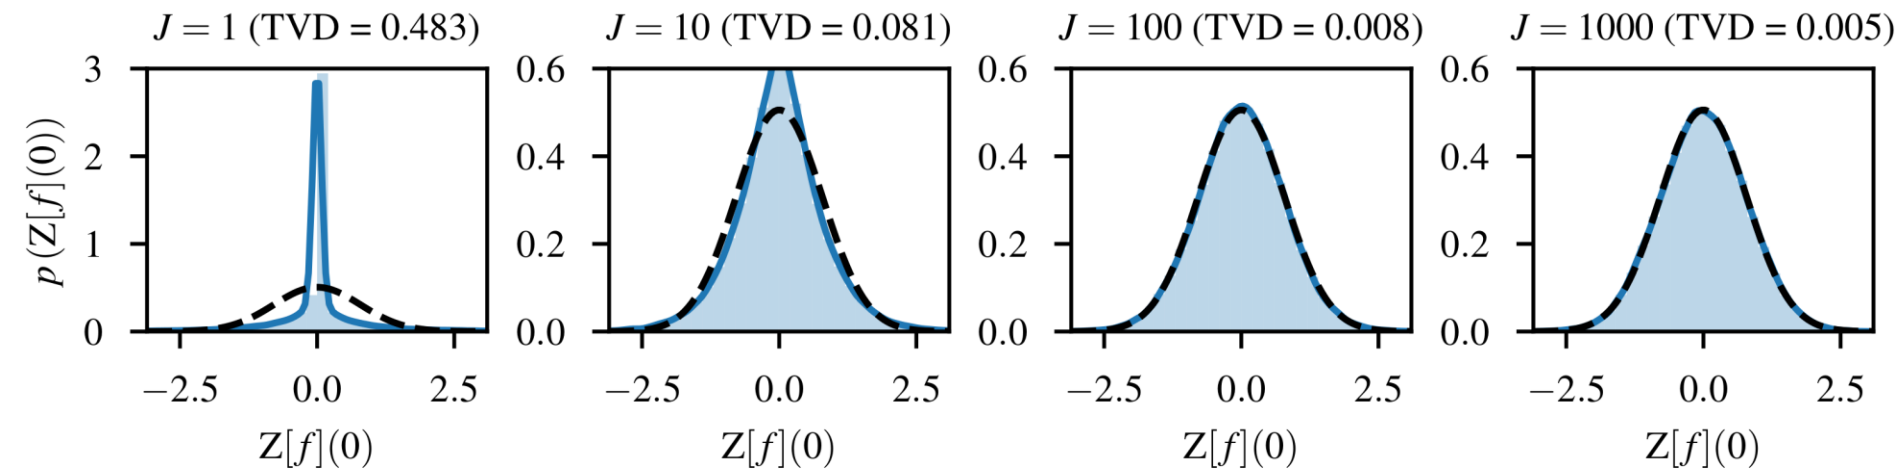 J = 1 (TVD = 0.483)
J = 10 (TVD = 0.081)
J = 100 (TVD = 0.008)
J = 1000 (TVD = 0.005)
p(Z[f](0))
3
2
1
0
−2.5 0.0 2.5
Z[f](0)
0.6
0.4
0.2
0.0
−2.5 0.0 2.5
Z[f](0)
0.6
0.4
0.2
0.0
−2.5 0.0 2.5
Z[f](0)
0.6
0.4
0.2
0.0
−2.5 0.0 2.5
Z[f](0)